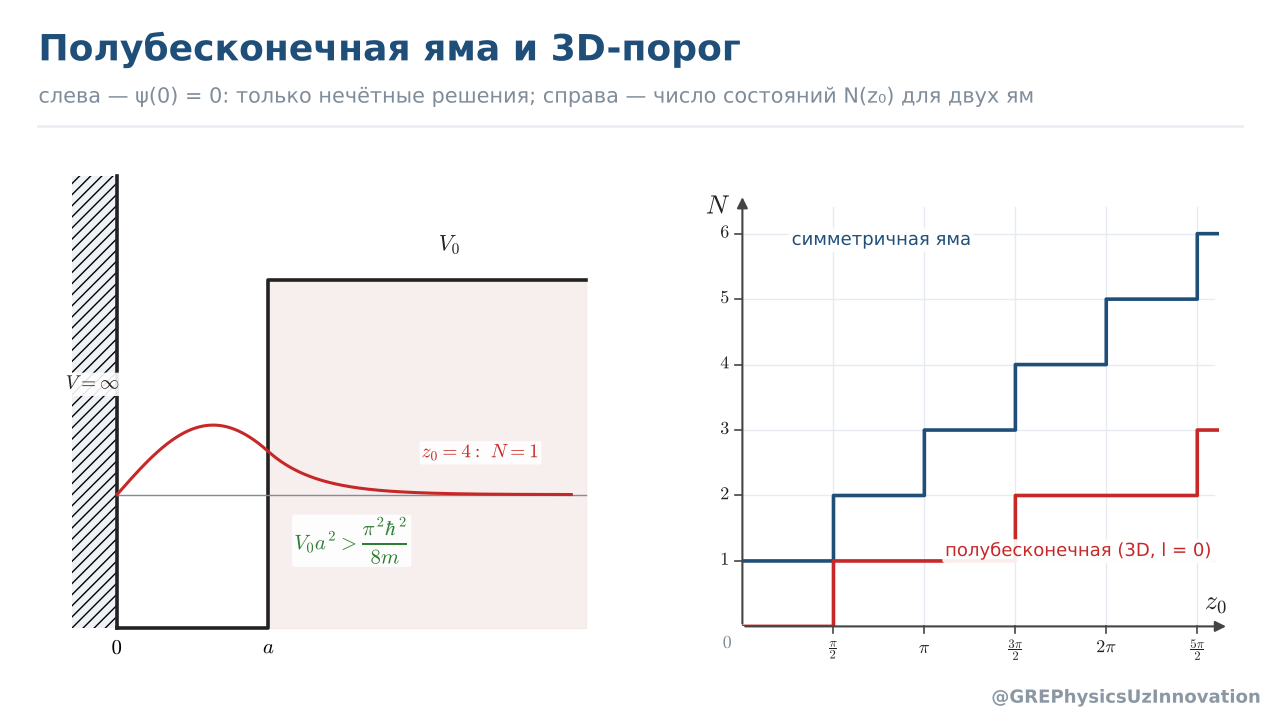 Полубесконечная яма и 3D-порог
слева — ψ(0) = 0: только нечётные решения; справа — число состояний N(z₀) для двух ям
V = ∞
V₀
z₀ = 4 : N = 1
V₀a² > π²ħ² / 8m
0
a
N
6
5
4
3
2
1
0
симметричная яма
полубесконечная (3D, l = 0)
z₀
π/2
π
3π/2
2π
5π/2
@GREPhysicsUzInnovation